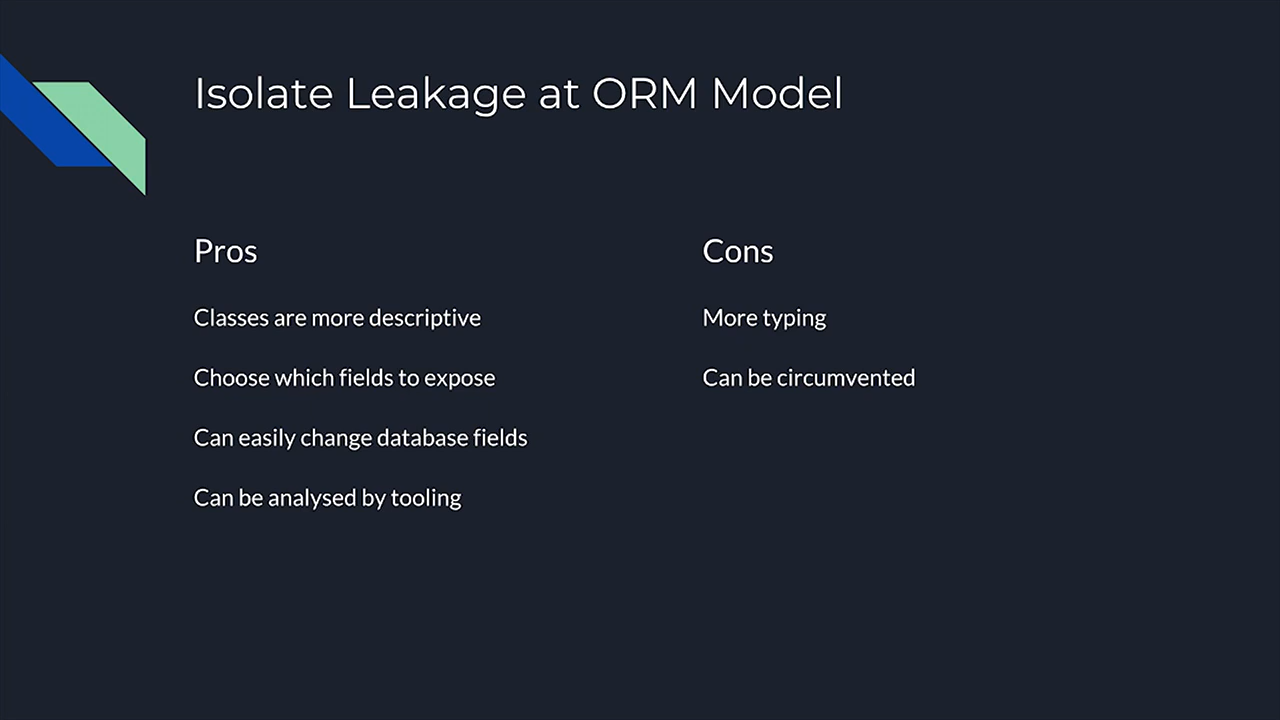 Isolate Leakage at ORM Model
Pros
Classes are more descriptive
Choose which fields to expose
Can easily change database fields
Can be analysed by tooling
Cons
More typing
Can be circumvented